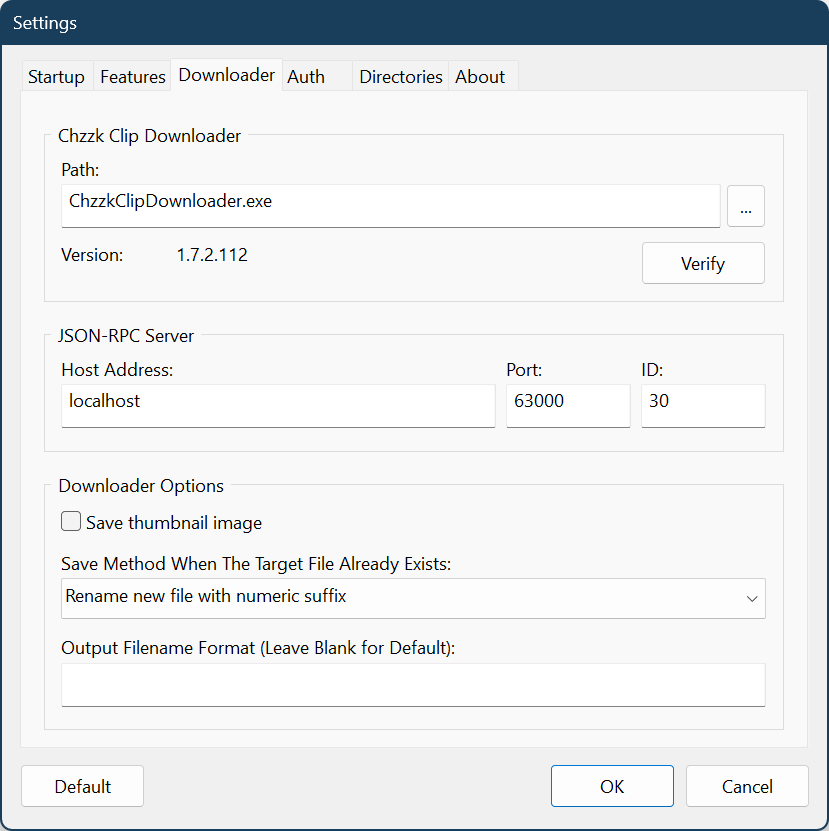 Settings
Startup Features Downloader Auth Directories About
Chzzk Clip Downloader
Path:
ChzzkClipDownloader.exe
...
Version: 1.7.2.112
Verify
JSON-RPC Server
Host Address: Port: ID:
localhost 63000 30
Downloader Options
Save thumbnail image
Save Method When The Target File Already Exists:
Rename new file with numeric suffix
Output Filename Format (Leave Blank for Default):
Default OK Cancel